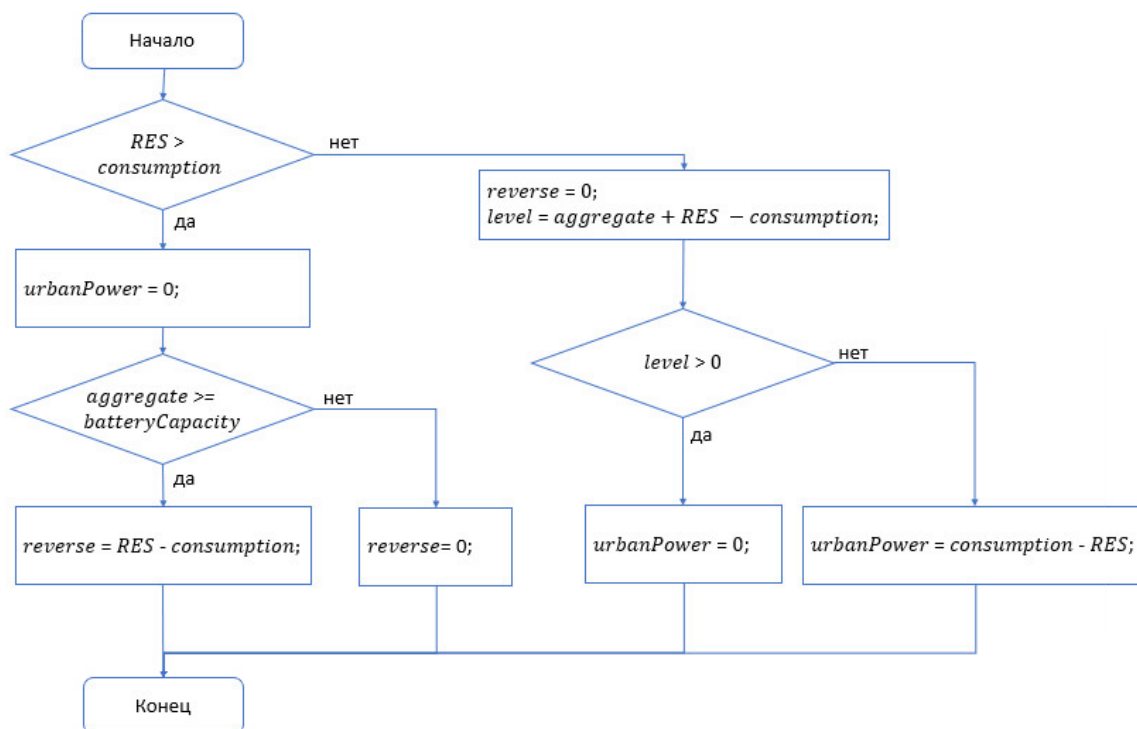 Начало
RES >
consumption
нет
да
reverse = 0;
level = aggregate + RES − consumption;
urbanPower = 0;
level > 0
нет
да
aggregate >=
batteryCapacity
нет
да
reverse = RES - consumption;
reverse= 0;
urbanPower = 0;
urbanPower = consumption - RES;
Конец